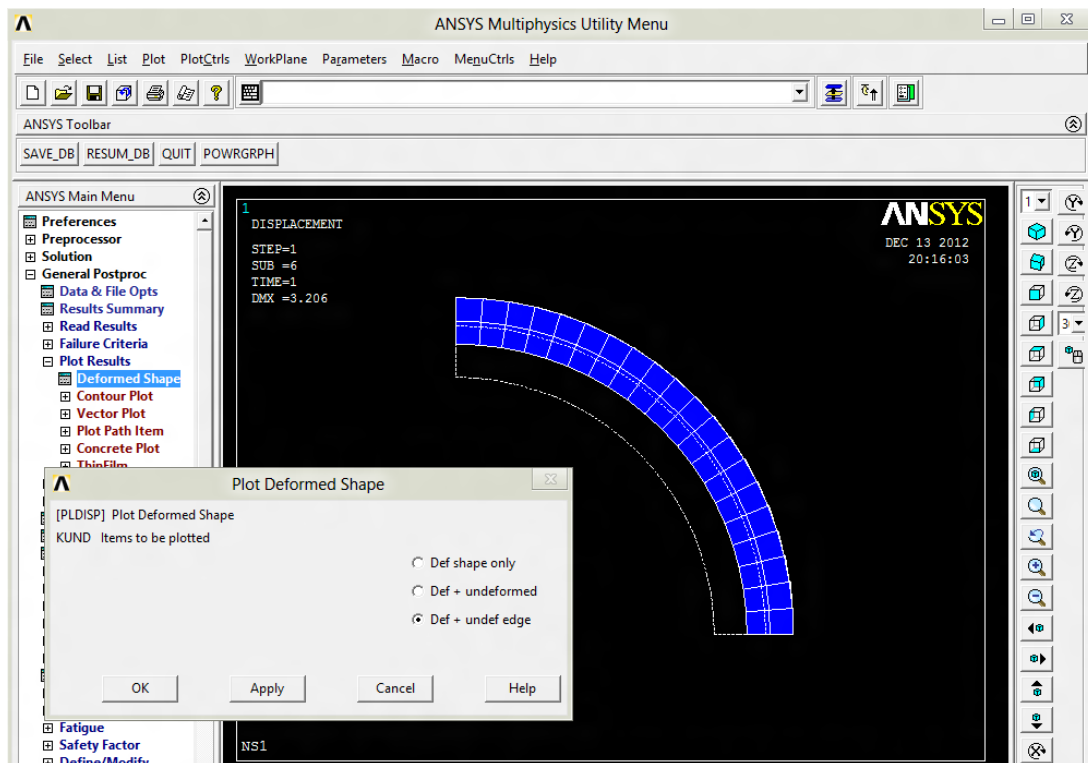 ANSYS Multiphysics Utility Menu
File Select List Plot PlotCtrls WorkPlane Parameters Macro MenuCtrls Help
ANSYS Toolbar
SAVE_DB RESUM_DB QUIT POWRGRPH
ANSYS Main Menu
Preferences
Preprocessor
Solution
General Postproc
Data & File Opts
Results Summary
Read Results
Failure Criteria
Plot Results
Deformed Shape
Contour Plot
Vector Plot
Plot Path Item
Concrete Plot
ThinFilm
Fatigue
Safety Factor
Define/Modify
1
DISPLACEMENT
STEP=1
SUB =6
TIME=1
DMX =3.206
ANSYS
DEC 13 2012
20:16:03
NS1
1
3
Plot Deformed Shape
[PLDISP] Plot Deformed Shape
KUND Items to be plotted
Def shape only
Def + undeformed
Def + undef edge
OK Apply Cancel Help